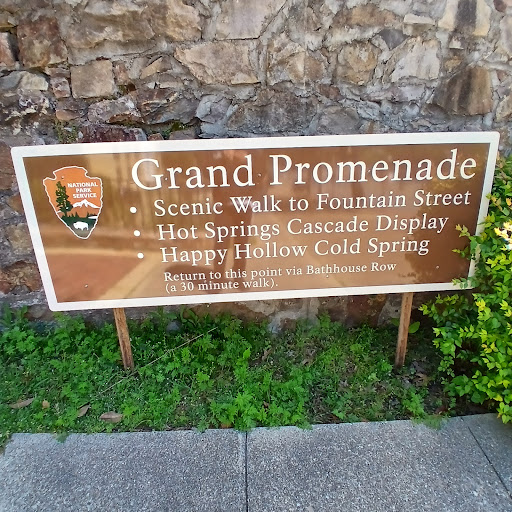 NATIONAL
PARK
SERVICE
Grand Promenade
• Scenic Walk to Fountain Street
• Hot Springs Cascade Display
• Happy Hollow Cold Spring
Return to this point via Bathhouse Row
(a 30 minute walk).